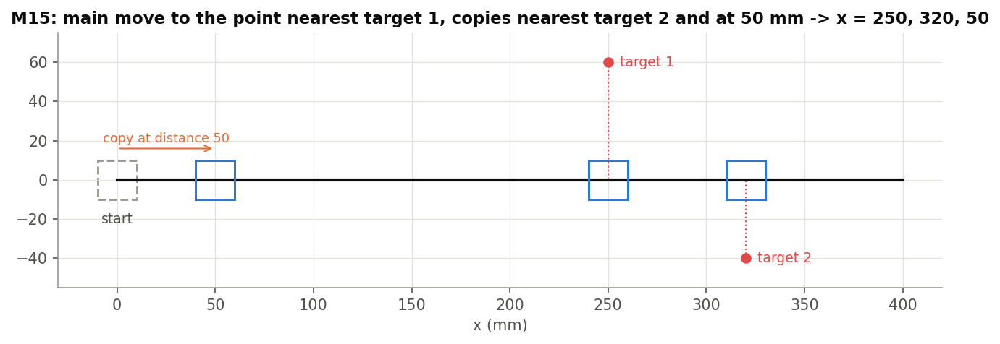 M15: main move to the point nearest target 1, copies nearest target 2 and at 50 mm -> x = 250, 320, 50
60
target 1
40
20
copy at distance 50
0
start
−20
−40
target 2
0 50 100 150 200 250 300 350 400
x (mm)